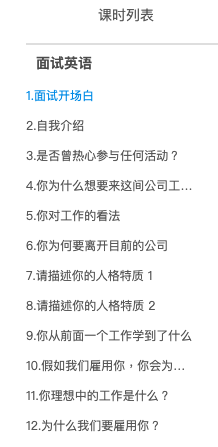 课时列表
面试英语
1.面试开场白
2.自我介绍
3.是否曾热心参与任何活动？
4.你为什么想要来这间公司工…
5.你对工作的看法
6.你为何要离开目前的公司
7.请描述你的人格特质 1
8.请描述你的人格特质 2
9.你从前面一个工作学到了什么
10.假如我们雇用你，你会为…
11.你理想中的工作是什么？
12.为什么我们要雇用你？